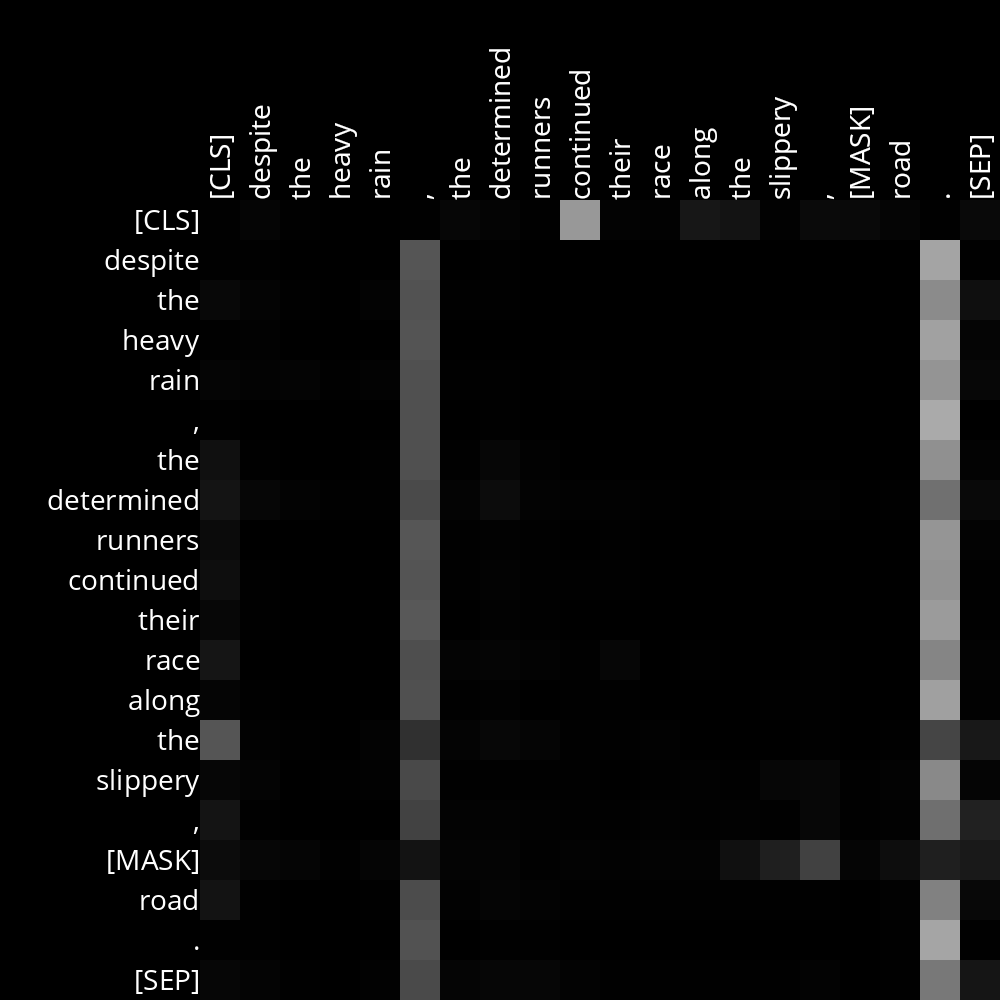 [CLS] despite the heavy rain , the determined runners continued their race along the slippery , [MASK] road . [SEP]
[CLS]
despite
the
heavy
rain
,
the
determined
runners
continued
their
race
along
the
slippery
,
[MASK]
road
.
[SEP]